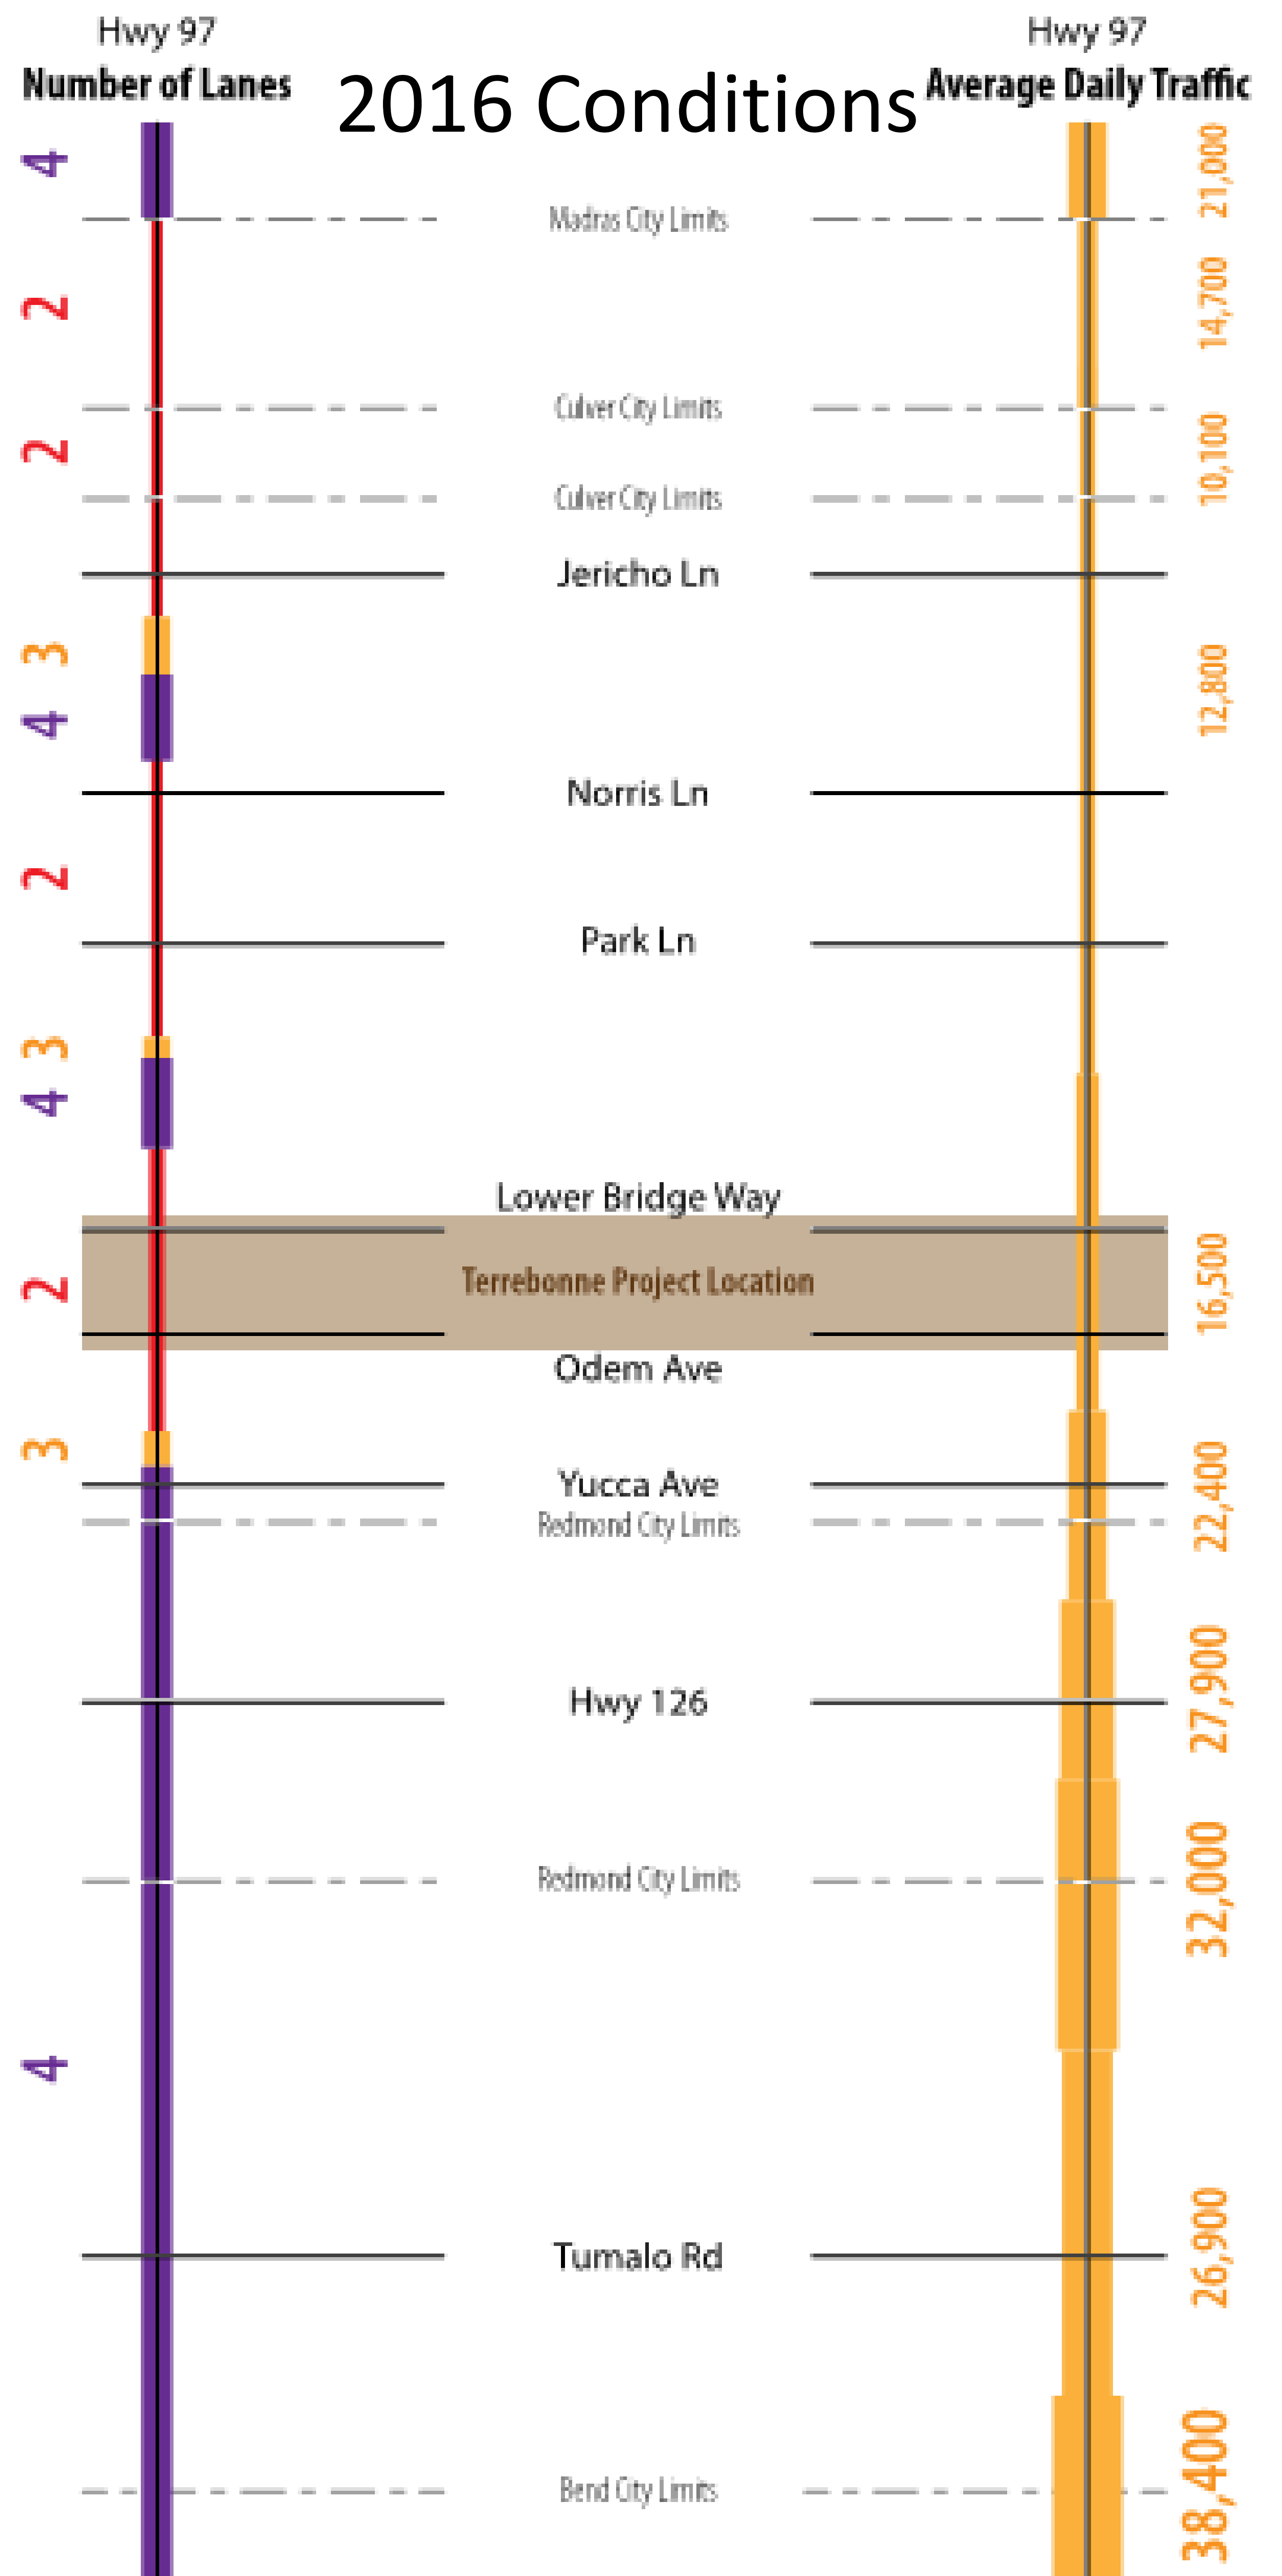 Hwy 97
Number of Lanes
2016 Conditions
Hwy 97
Average Daily Traffic
4
21,000
Madras City Limits
2
14,700
Culver City Limits
2
10,100
Culver City Limits
Jericho Ln
3
12,800
4
Norris Ln
2
Park Ln
3
4
Lower Bridge Way
Terrebonne Project Location
2
16,500
Odem Ave
3
Yucca Ave
22,400
Redmond City Limits
27,900
Hwy 126
32,000
Redmond City Limits
4
26,900
Tumalo Rd
38,400
Bend City Limits